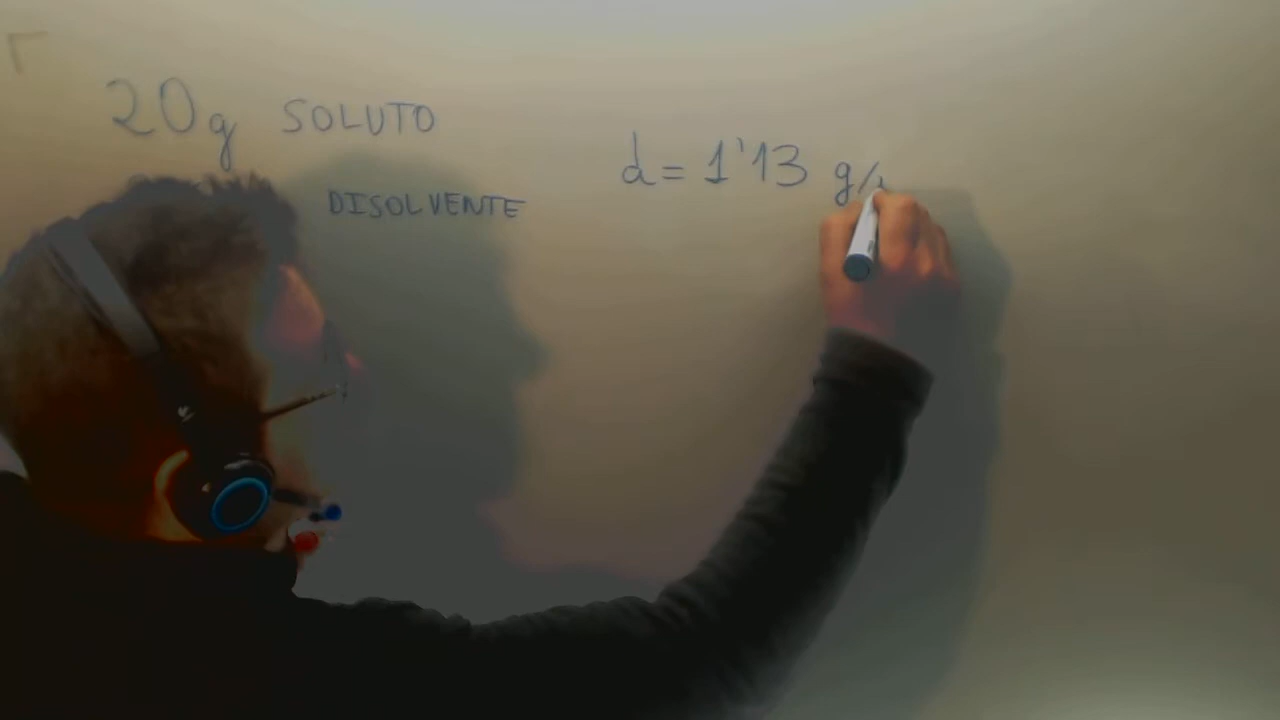 20g SOLUTO
DISOLVENTE
d = 1'13 g/